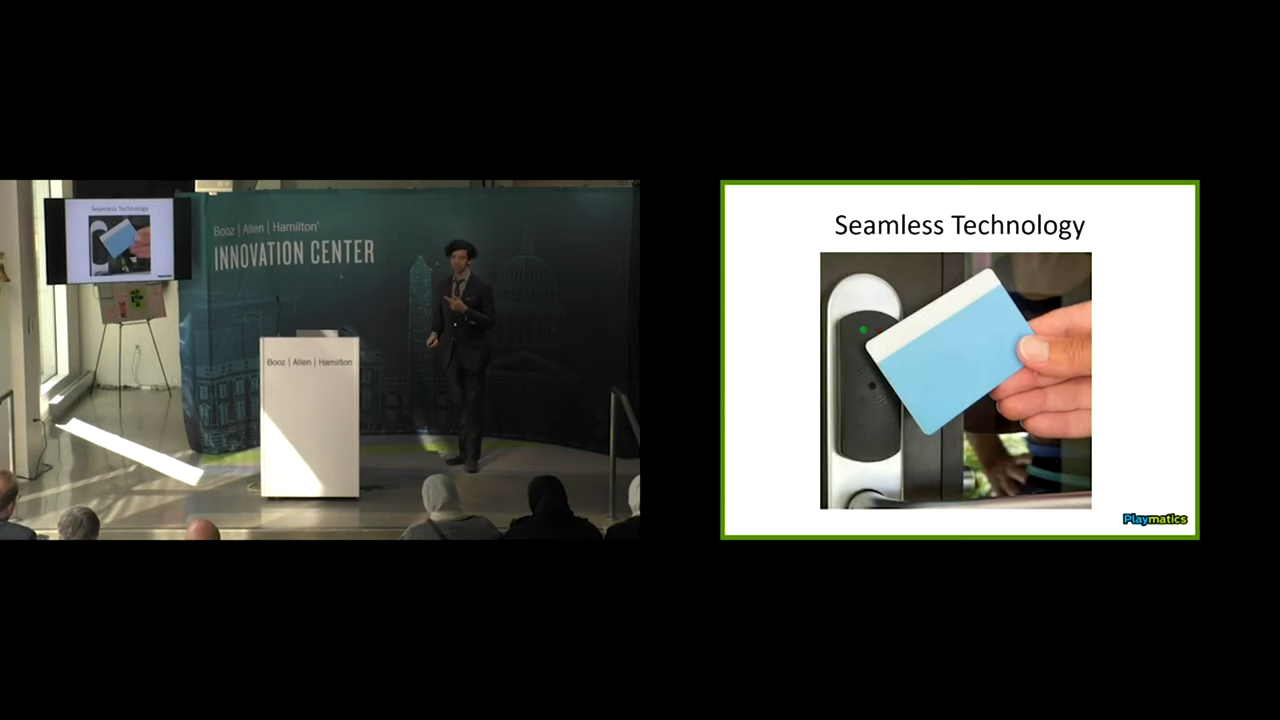 Seamless Technology
Booz | Allen | Hamilton®
INNOVATION CENTER
Booz | Allen | Hamilton
Seamless Technology
Playmatics